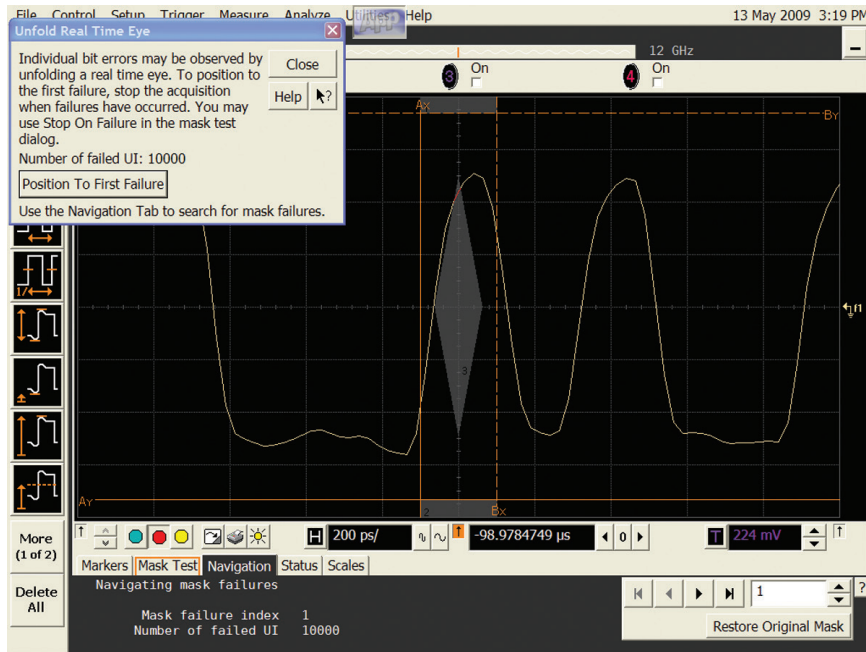 File Control Setup Trigger Measure Analyze Utilities Help
13 May 2009 3:19 PM
Unfold Real Time Eye
Individual bit errors may be observed by
unfolding a real time eye. To position to
the first failure, stop the acquisition
when failures have occurred. You may
use Stop On Failure in the mask test
dialog.
Close
Help
?
Number of failed UI: 10000
Position To First Failure
Use the Navigation Tab to search for mask failures.
12 GHz
3 On
4 On
Ax
By
f1
3
Ay
2
Bx
1/
More
(1 of 2)
Delete
All
H 200 ps/
-98.9784749 µs
0
T 224 mV
Markers Mask Test Navigation Status Scales
Navigating mask failures
Mask failure index 1
Number of failed UI 10000
1
?
Restore Original Mask